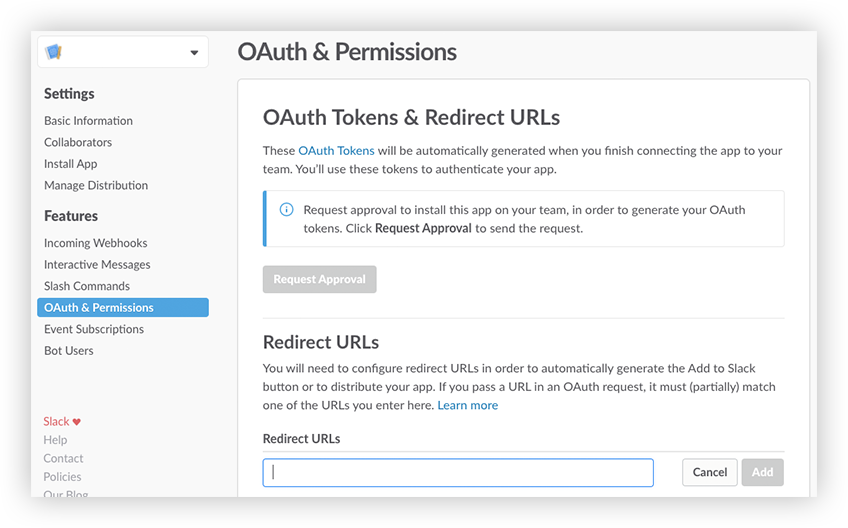 OAuth & Permissions
Settings
Basic Information
Collaborators
Install App
Manage Distribution
Features
Incoming Webhooks
Interactive Messages
Slash Commands
OAuth & Permissions
Event Subscriptions
Bot Users
Slack ♥
Help
Contact
Policies
Our Blog
OAuth Tokens & Redirect URLs
These OAuth Tokens will be automatically generated when you finish connecting the app to your
team. You’ll use these tokens to authenticate your app.
Request approval to install this app on your team, in order to generate your OAuth
tokens. Click Request Approval to send the request.
Request Approval
Redirect URLs
You will need to configure redirect URLs in order to automatically generate the Add to Slack
button or to distribute your app. If you pass a URL in an OAuth request, it must (partially) match
one of the URLs you enter here. Learn more
Redirect URLs
Cancel
Add